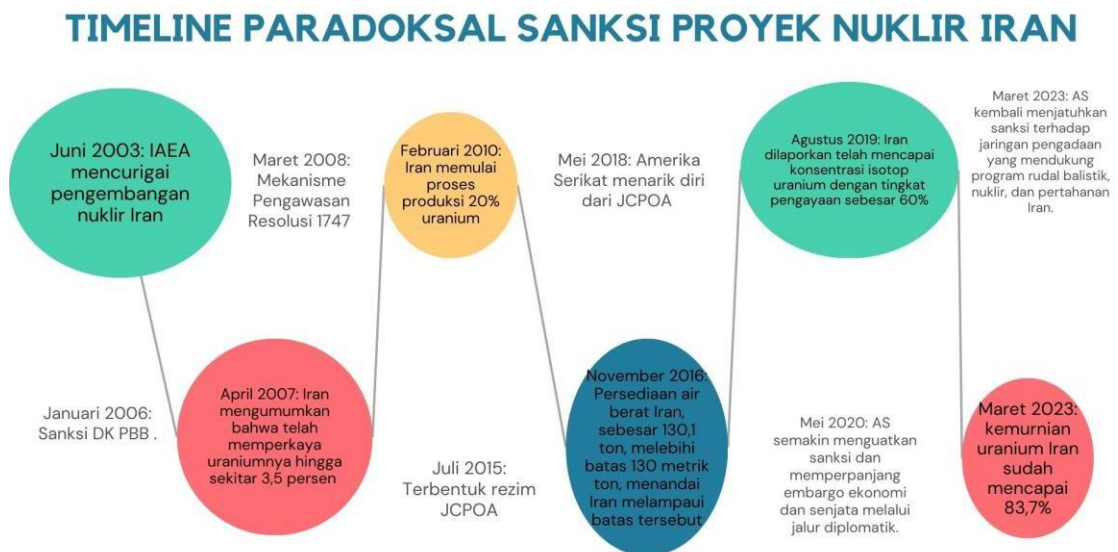 TIMELINE PARADOKSAL SANKSI PROYEK NUKLIR IRAN
Juni 2003: IAEA
mencurigai
pengembangan
nuklir Iran
Januari 2006:
Sanksi DK PBB .
April 2007: Iran
mengumumkan
bahwa telah
memperkaya
uraniumnya hingga
sekitar 3,5 persen
Maret 2008:
Mekanisme
Pengawasan
Resolusi 1747
Februari 2010:
Iran memulai
proses
produksi 20%
uranium
Juli 2015:
Terbentuk rezim
JCPOA
November 2016:
Persediaan air
berat Iran,
sebesar 130,1
ton, melebihi
batas 130 metrik
ton, menandai
Iran melampaui
batas tersebut
Mei 2018: Amerika
Serikat menarik diri
dari JCPOA
Agustus 2019: Iran
dilaporkan telah mencapai
konsentrasi isotop
uranium dengan tingkat
pengayaan sebesar 60%
Mei 2020: AS
semakin menguatkan
sanksi dan
memperpanjang
embargo ekonomi
dan senjata melalui
jalur diplomatik.
Maret 2023: AS
kembali menjatuhkan
sanksi terhadap
jaringan pengadaan
yang mendukung
program rudal balistik,
nuklir, dan pertahanan
Iran.
Maret 2023:
kemurnian
uranium Iran
sudah
mencapai
83,7%